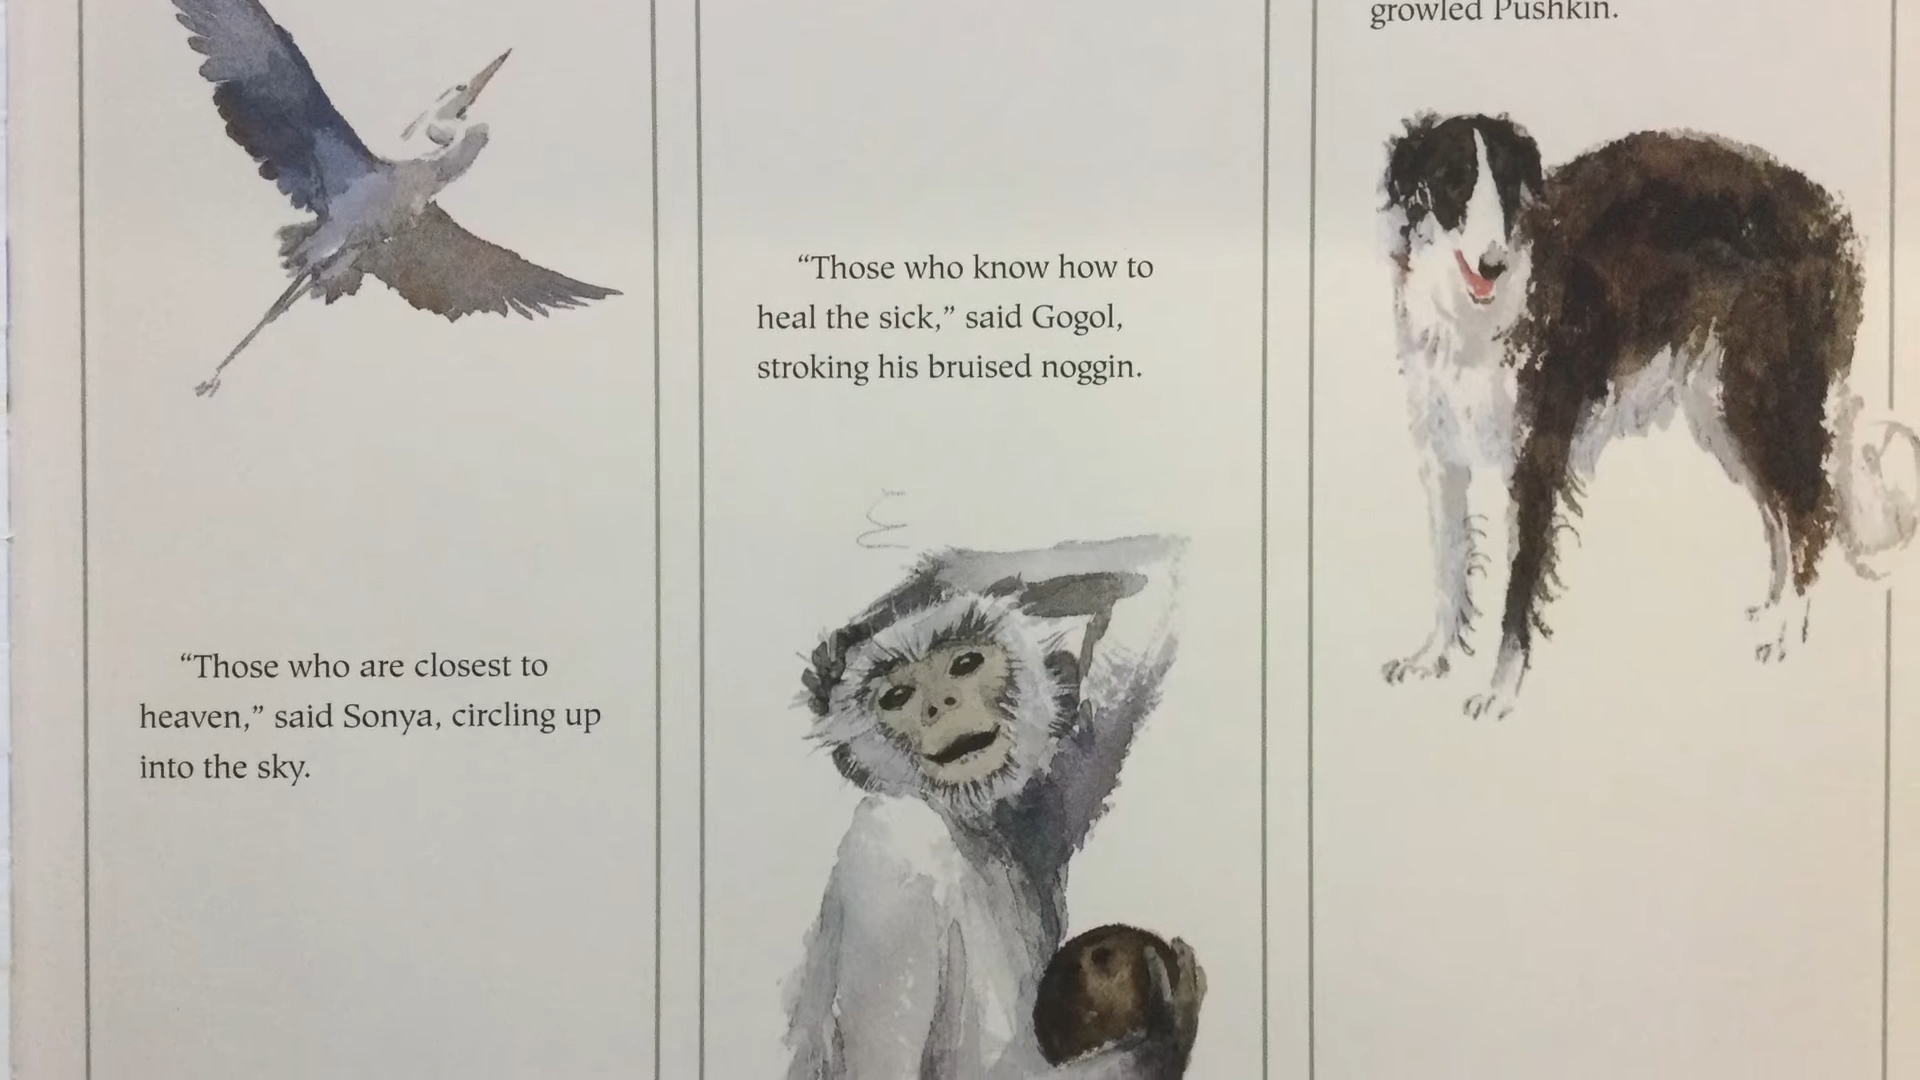 “Those who are closest to
heaven,” said Sonya, circling up
into the sky.
“Those who know how to
heal the sick,” said Gogol,
stroking his bruised noggin.
growled Pushkin.